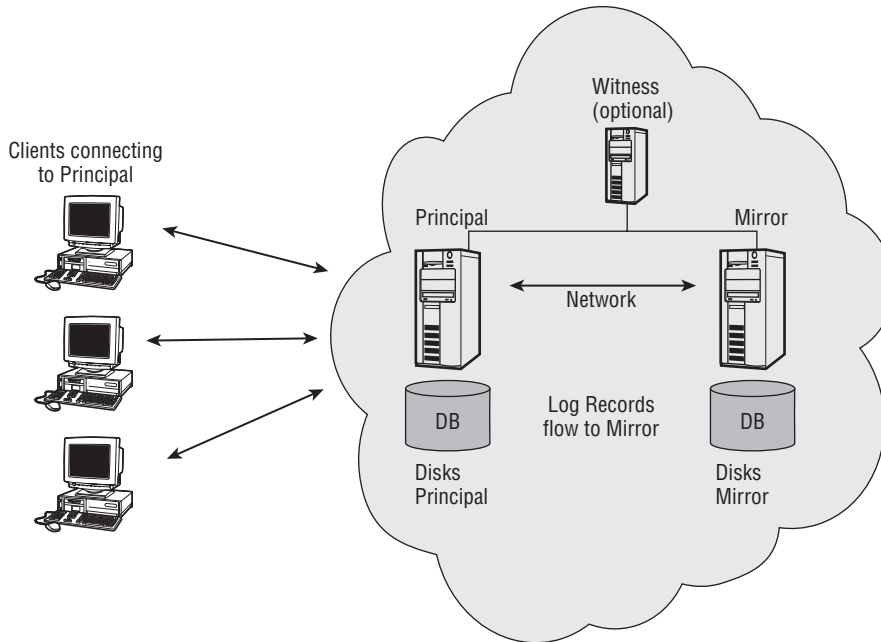 Witness
(optional)
Clients connecting
to Principal
Principal
Mirror
Network
DB
Log Records
flow to Mirror
DB
Disks
Principal
Disks
Mirror